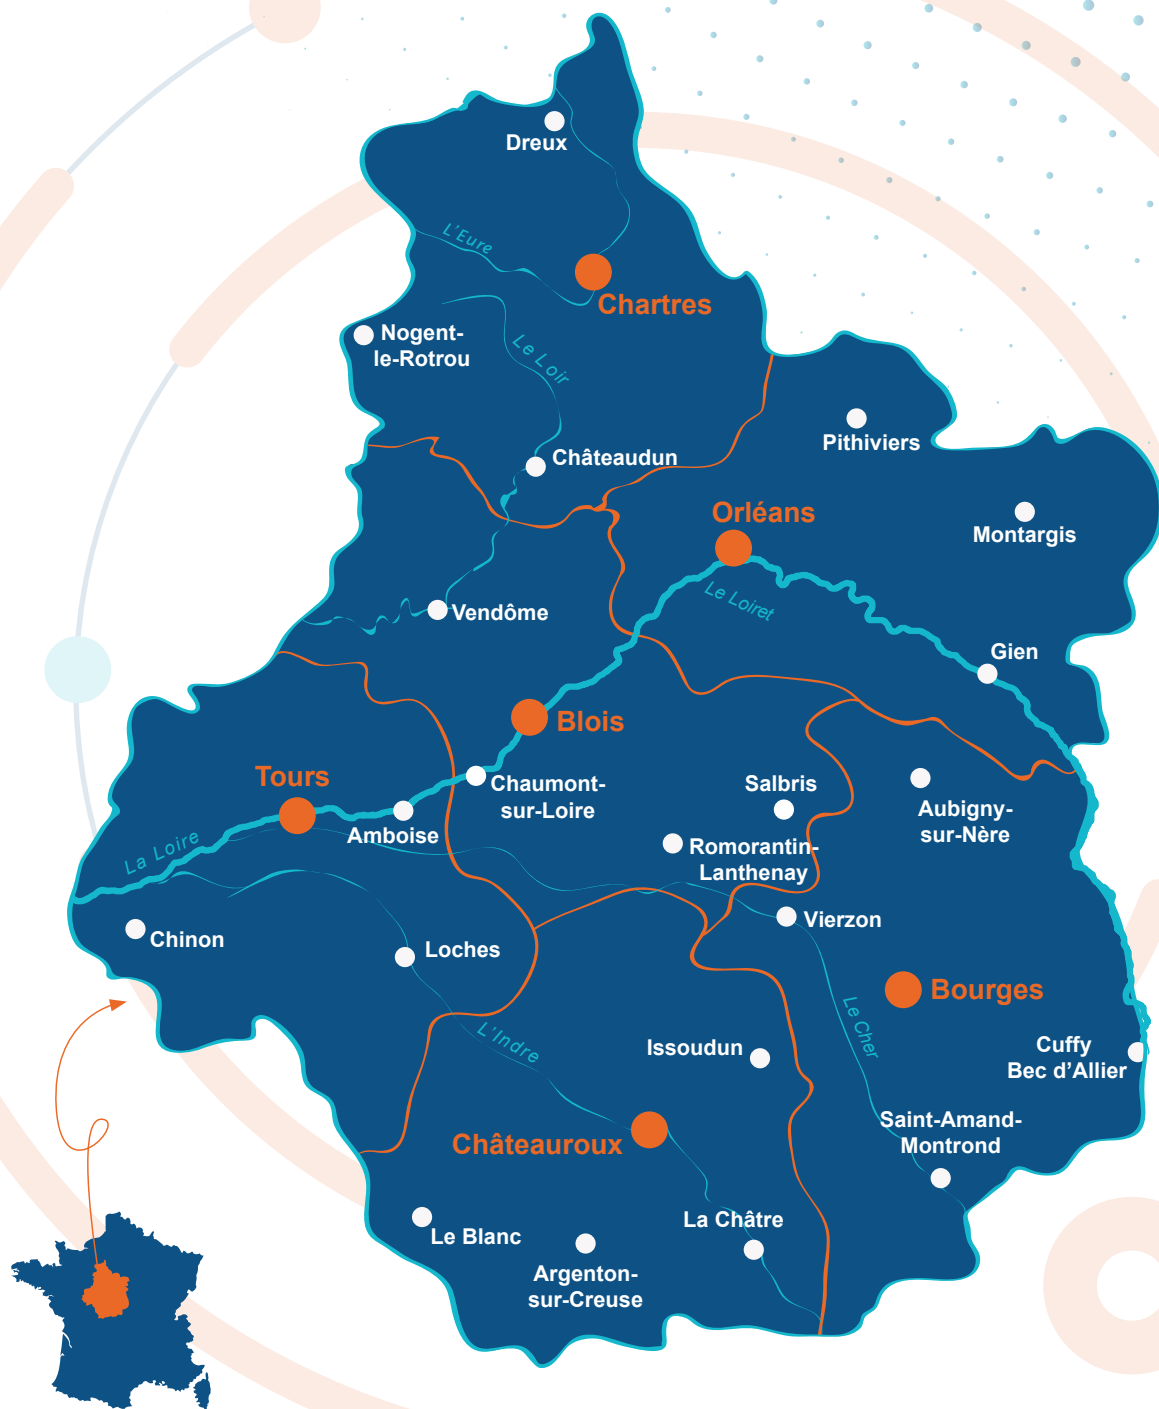 Dreux
L'Eure
Chartres
Nogent-
le-Rotrou
Le Loir
Pithiviers
Châteaudun
Orléans
Montargis
Le Loiret
Vendôme
Gien
Blois
Tours
Chaumont-
sur-Loire
Salbris
Aubigny-
sur-Nère
Amboise
La Loire
Romorantin-
Lanthenay
Vierzon
Chinon
Loches
Bourges
Le Cher
L'Indre
Issoudun
Cuffy
Bec d’Allier
Saint-Amand-
Montrond
Châteauroux
La Châtre
Le Blanc
Argenton-
sur-Creuse